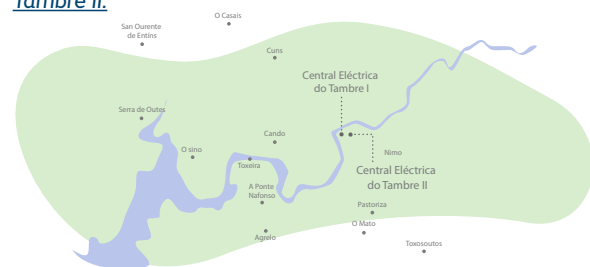 Tambre II.
O Casais
San Ourente
de Entins
Cuns
Central Eléctrica
do Tambre I
Serra de Outes
Cando
O sino
Nimo
Toxeira
Central Eléctrica
do Tambre II
A Ponte
Nafonso
Pastoriza
O Mato
Agrelo
Toxosoutos